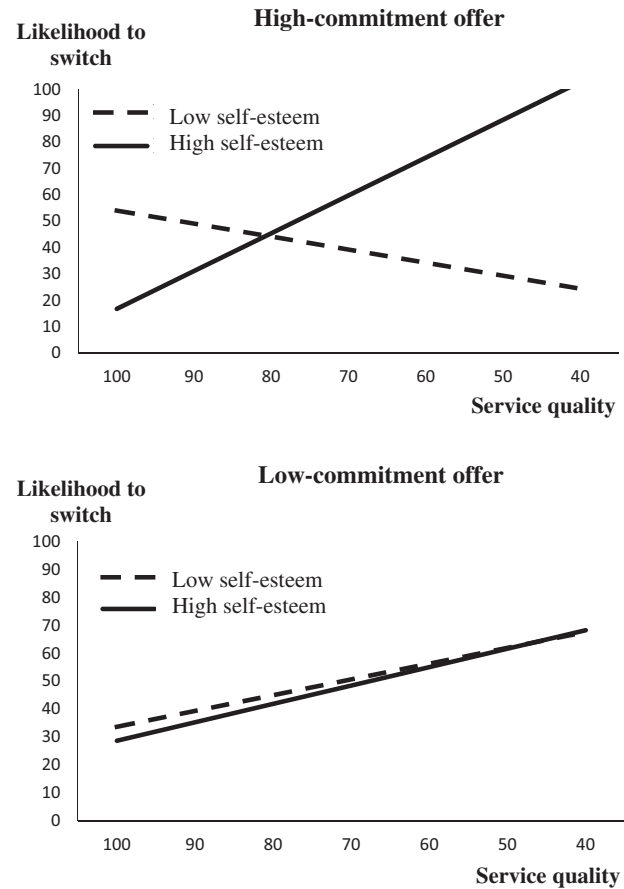 High-commitment offer
Likelihood to
switch
100
90
80
70
60
50
40
30
20
10
0
Low self-esteem
High self-esteem
100 90 80 70 60 50 40
Service quality
Low-commitment offer
Likelihood to
switch
100
90
80
70
60
50
40
30
20
10
0
Low self-esteem
High self-esteem
100 90 80 70 60 50 40
Service quality